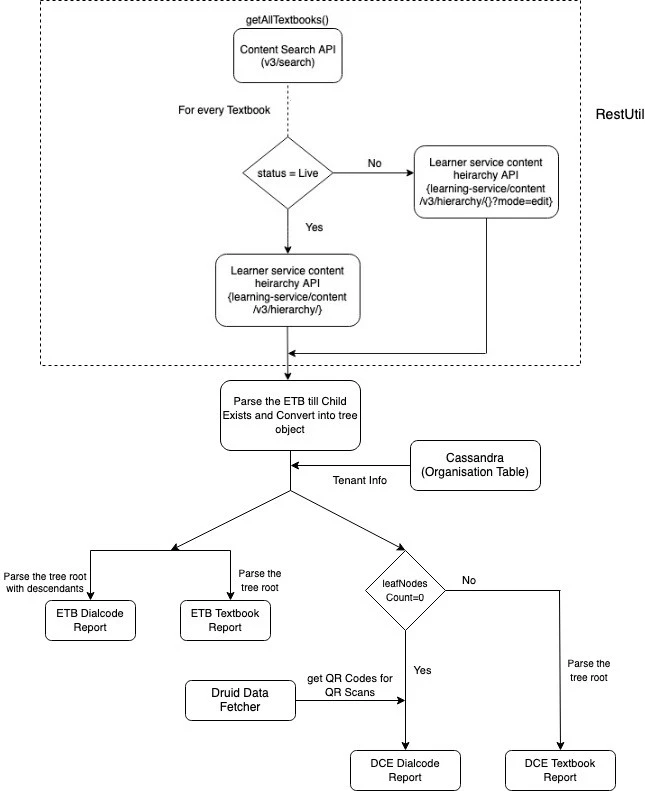 getAllTextbooks()
Content Search API
(v3/search)
For every Textbook
RestUtil
status = Live
No
Learner service content
heirarchy API
{learning-service/content
/v3/hierarchy/{}?mode=edit}
Yes
Learner service content
heirarchy API
{learning-service/content
/v3/hierarchy/}
Parse the ETB till Child
Exists and Convert into tree
object
Cassandra
(Organisation Table)
Tenant Info
Parse the tree root
with descendants
Parse the
tree root
ETB Dialcode
Report
ETB Textbook
Report
leafNodes
Count=0
No
Yes
Parse the
tree root
get QR Codes for
QR Scans
Druid Data
Fetcher
DCE Dialcode
Report
DCE Textbook
Report